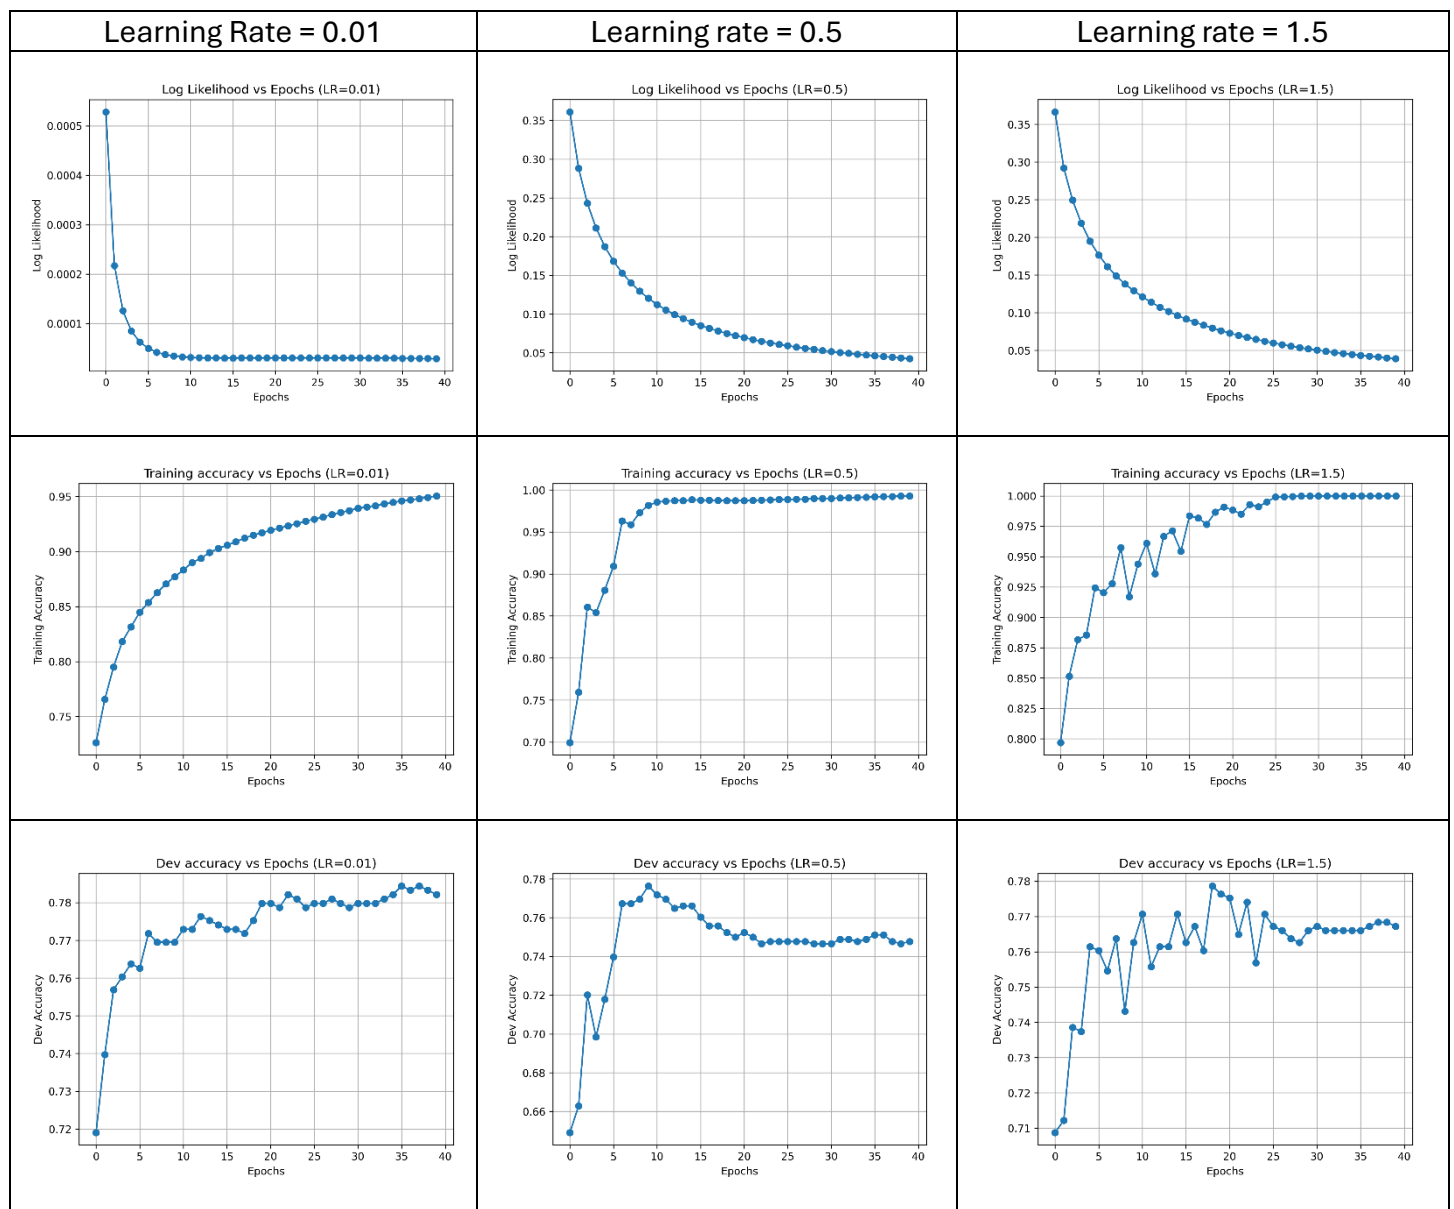 Learning Rate = 0.01
Learning rate = 0.5
Learning rate = 1.5
Log Likelihood vs Epochs (LR=0.01)
Log Likelihood
0.0005
0.0004
0.0003
0.0002
0.0001
0 5 10 15 20 25 30 35 40
Epochs
Log Likelihood vs Epochs (LR=0.5)
Log Likelihood
0.35
0.30
0.25
0.20
0.15
0.10
0.05
0 5 10 15 20 25 30 35 40
Epochs
Log Likelihood vs Epochs (LR=1.5)
Log Likelihood
0.35
0.30
0.25
0.20
0.15
0.10
0.05
0 5 10 15 20 25 30 35 40
Epochs
Training accuracy vs Epochs (LR=0.01)
Training Accuracy
0.95
0.90
0.85
0.80
0.75
0 5 10 15 20 25 30 35 40
Epochs
Training accuracy vs Epochs (LR=0.5)
Training Accuracy
1.00
0.95
0.90
0.85
0.80
0.75
0.70
0 5 10 15 20 25 30 35 40
Epochs
Training accuracy vs Epochs (LR=1.5)
Training Accuracy
1.000
0.975
0.950
0.925
0.900
0.875
0.850
0.825
0.800
0 5 10 15 20 25 30 35 40
Epochs
Dev accuracy vs Epochs (LR=0.01)
Dev Accuracy
0.78
0.77
0.76
0.75
0.74
0.73
0.72
0 5 10 15 20 25 30 35 40
Epochs
Dev accuracy vs Epochs (LR=0.5)
Dev Accuracy
0.78
0.76
0.74
0.72
0.70
0.68
0.66
0 5 10 15 20 25 30 35 40
Epochs
Dev accuracy vs Epochs (LR=1.5)
Dev Accuracy
0.78
0.77
0.76
0.75
0.74
0.73
0.72
0.71
0 5 10 15 20 25 30 35 40
Epochs